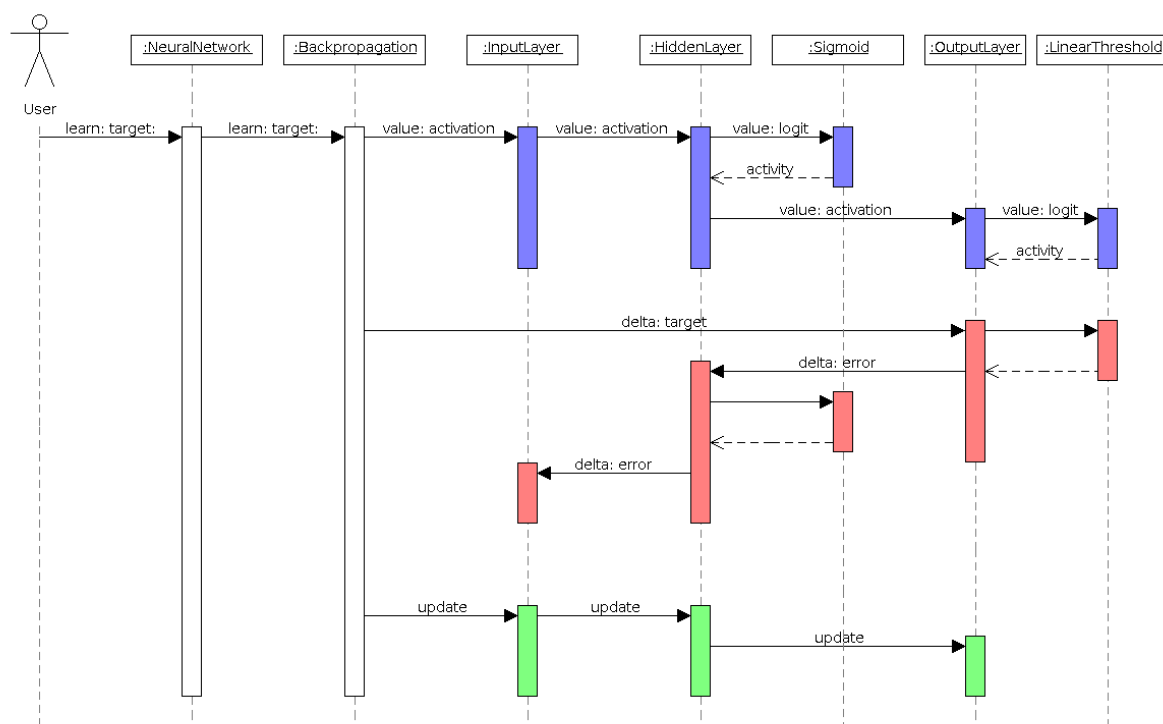 :NeuralNetwork
:Backpropagation
:InputLayer
:HiddenLayer
:Sigmoid
:OutputLayer
:LinearThreshold
User
learn: target:
learn: target:
value: activation
value: activation
value: logit
activity
value: activation
value: logit
activity
delta: target
delta: error
delta: error
update
update
update